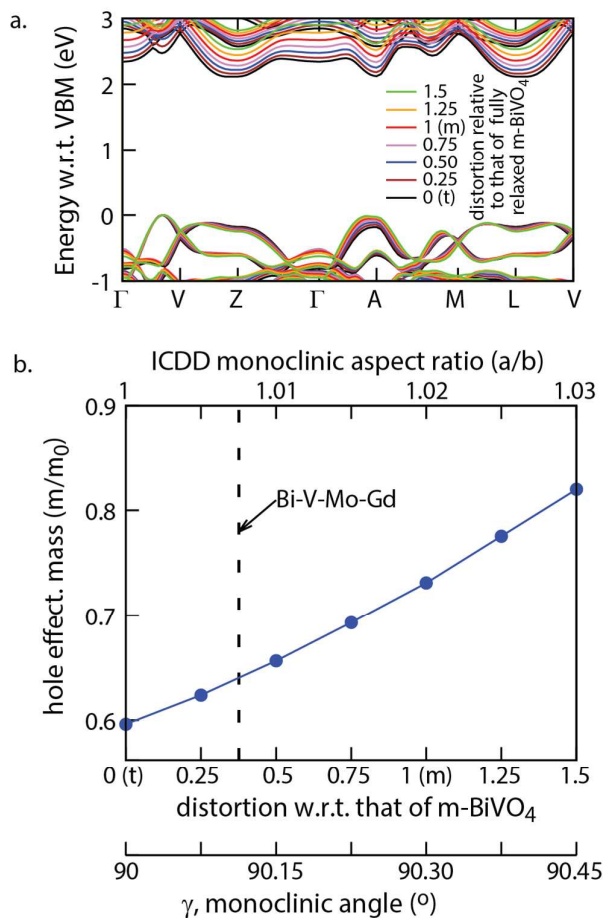 a.
Energy w.r.t. VBM (eV)
3
2
1
0
-1
1.5
1.25
1 (m)
0.75
0.50
0.25
0 (t)
distortion relative
to that of fully
relaxed m-BiVO₄
Γ V Z Γ A M L V
b.
ICDD monoclinic aspect ratio (a/b)
1 1.01 1.02 1.03
hole effect. mass (m/m₀)
0.9
0.8
0.7
0.6
Bi-V-Mo-Gd
0 (t) 0.25 0.5 0.75 1 (m) 1.25 1.5
distortion w.r.t. that of m-BiVO₄
90 90.15 90.30 90.45
γ, monoclinic angle (º)